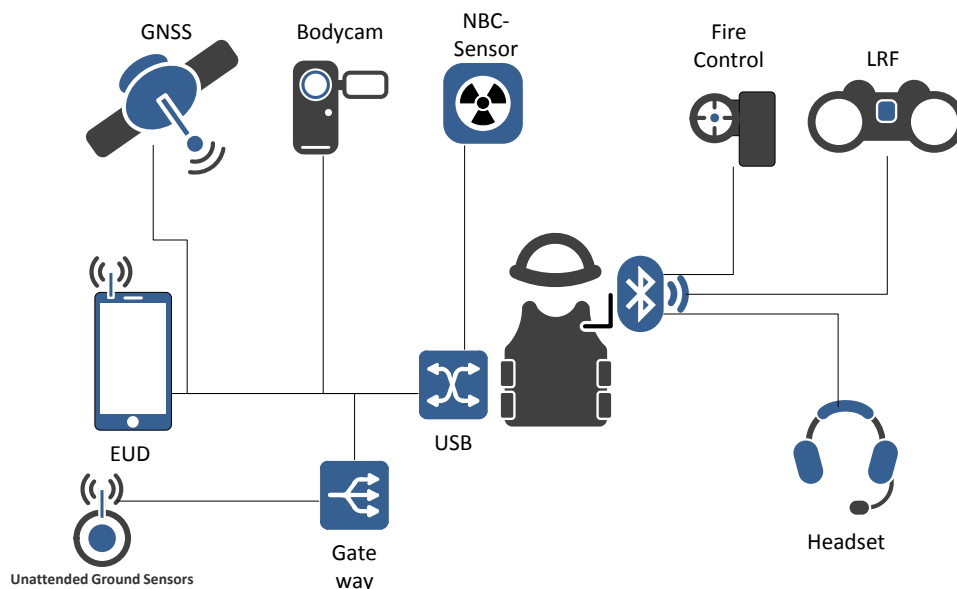 GNSS
Bodycam
NBC-
Sensor
Fire
Control
LRF
EUD
USB
Gate
way
Headset
Unattended Ground Sensors